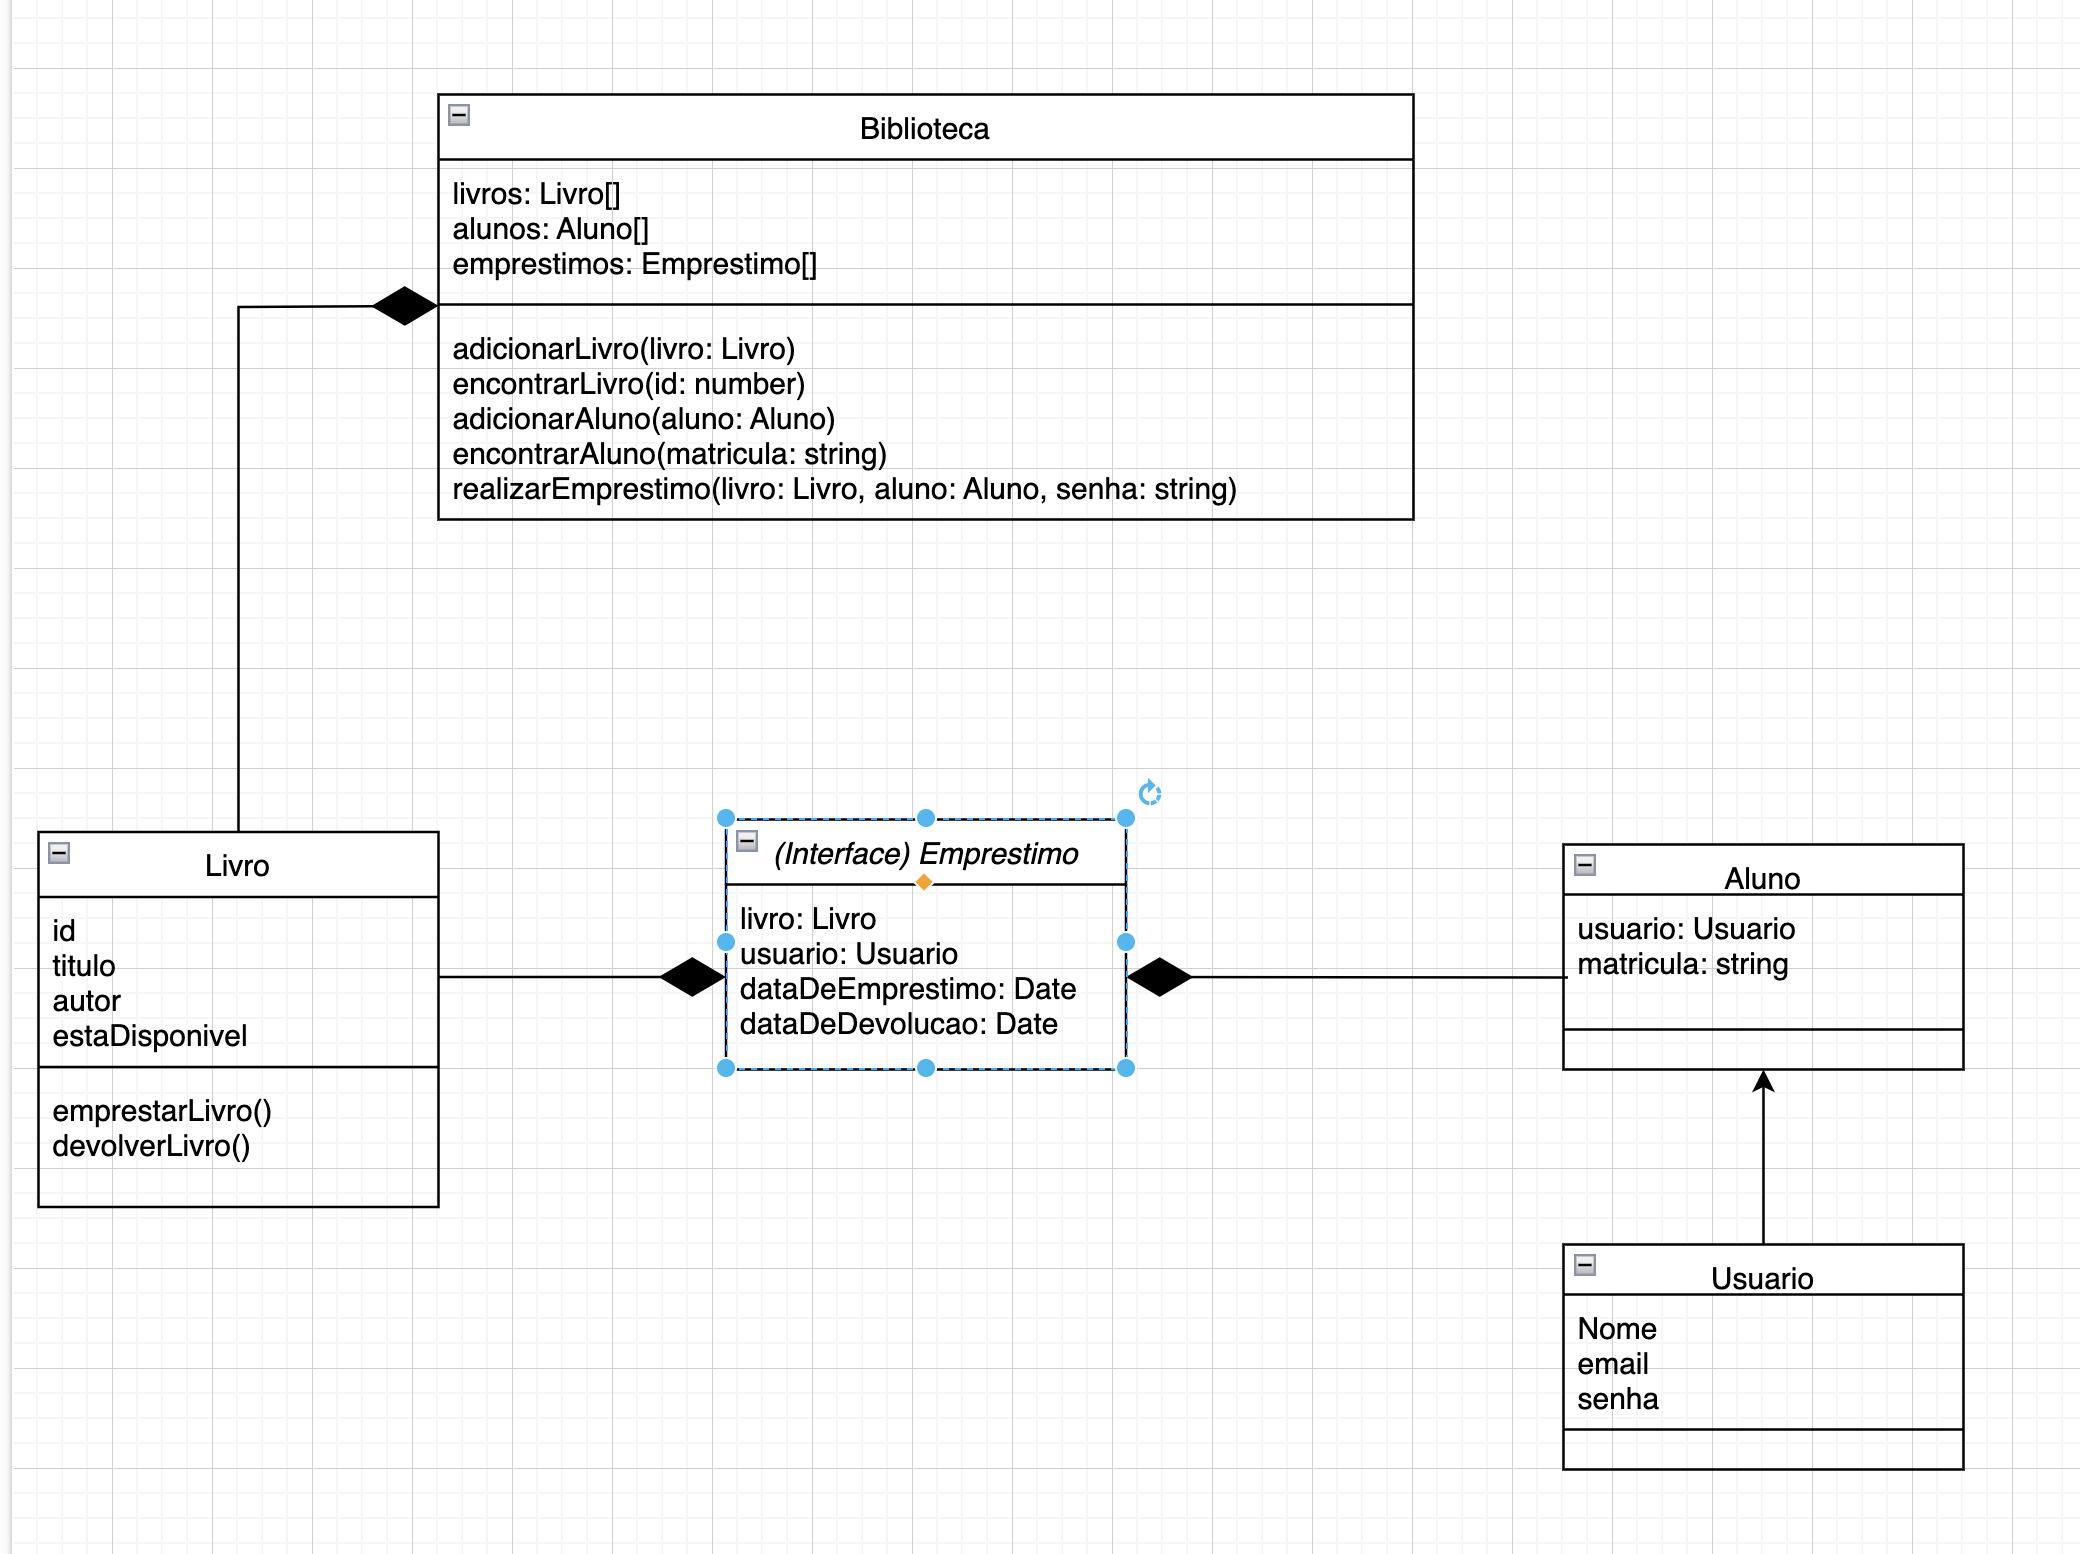 Biblioteca
livros: Livro[]
alunos: Aluno[]
emprestimos: Emprestimo[]
adicionarLivro(livro: Livro)
encontrarLivro(id: number)
adicionarAluno(aluno: Aluno)
encontrarAluno(matricula: string)
realizarEmprestimo(livro: Livro, aluno: Aluno, senha: string)
Livro
id
titulo
autor
estaDisponivel
emprestarLivro()
devolverLivro()
(Interface) Emprestimo
livro: Livro
usuario: Usuario
dataDeEmprestimo: Date
dataDeDevolucao: Date
Aluno
usuario: Usuario
matricula: string
Usuario
Nome
email
senha